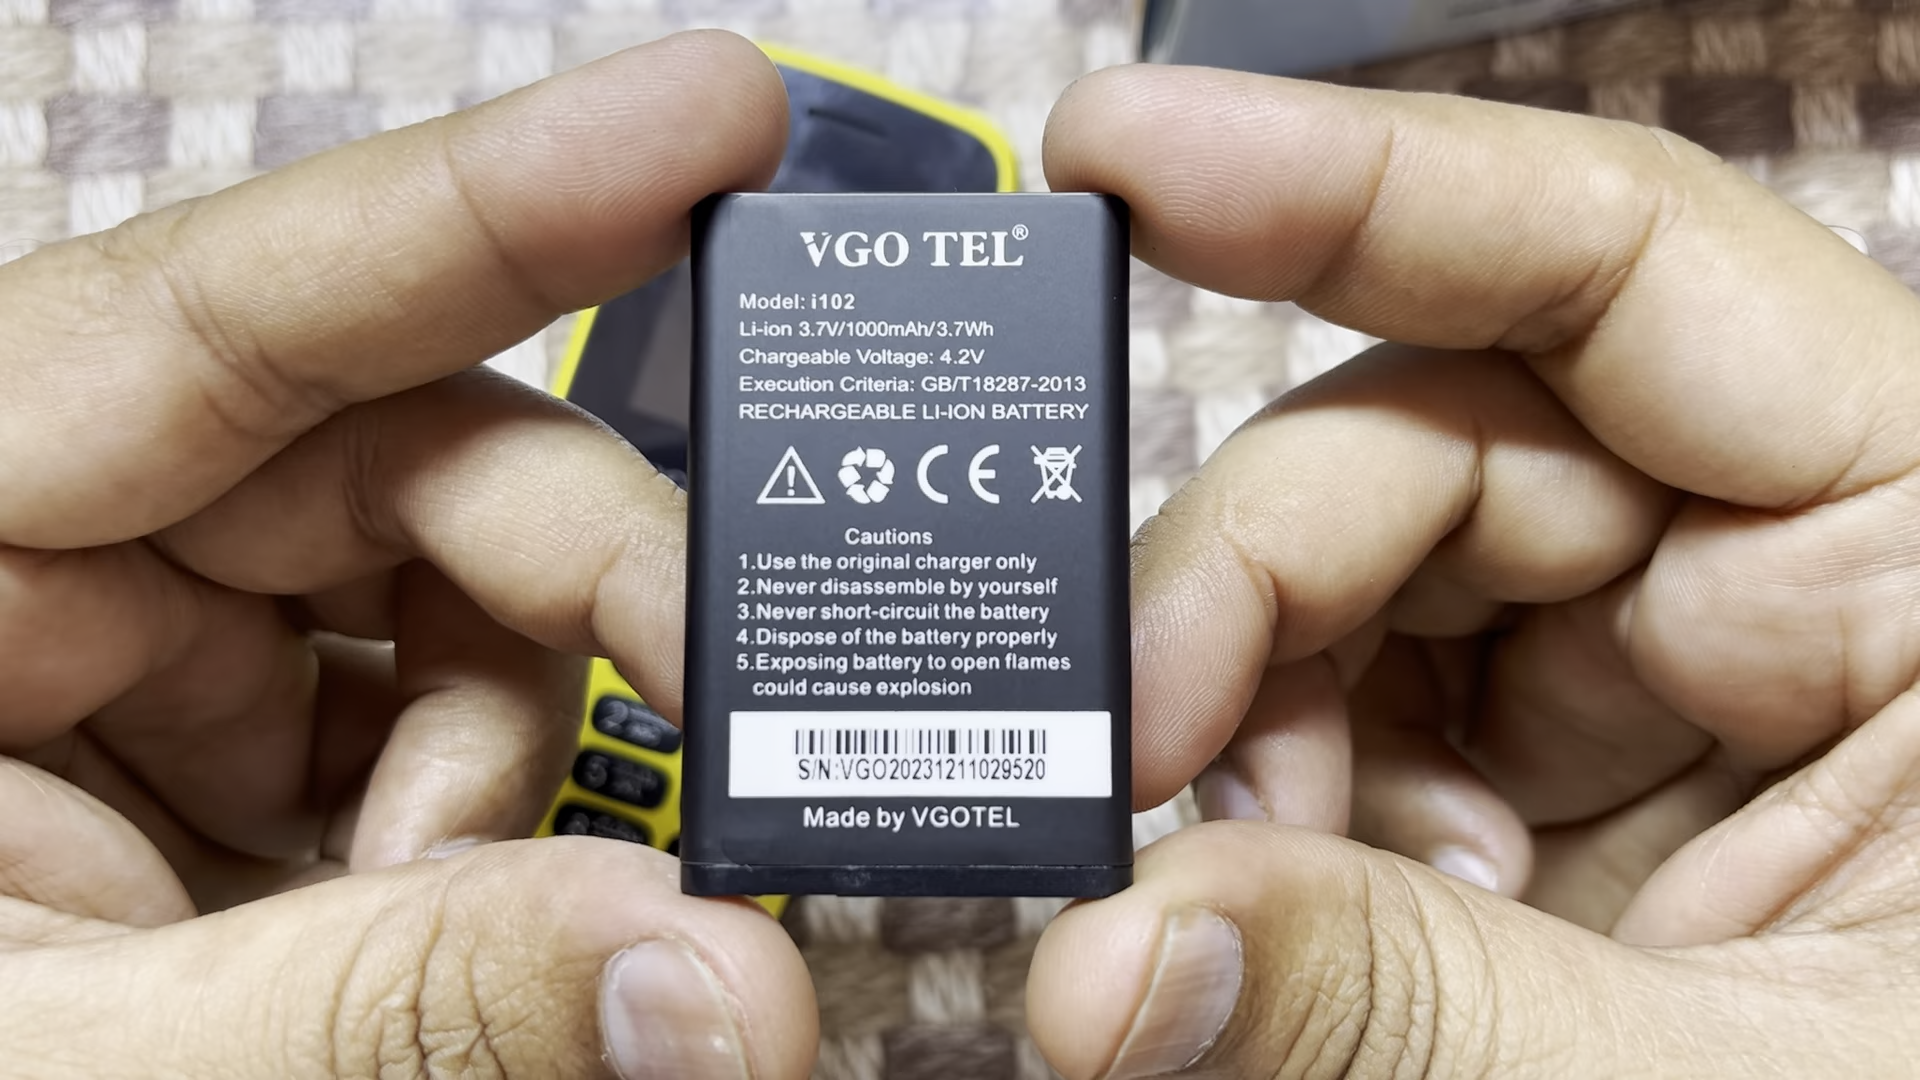 VGO TEL®
Model: i102
Li-ion 3.7V/1000mAh/3.7Wh
Chargeable Voltage: 4.2V
Execution Criteria: GB/T18287-2013
RECHARGEABLE LI-ION BATTERY
CE
Cautions
1.Use the original charger only
2.Never disassemble by yourself
3.Never short-circuit the battery
4.Dispose of the battery properly
5.Exposing battery to open flames
could cause explosion
S/N:VGO20231211029520
Made by VGOTEL
2
5